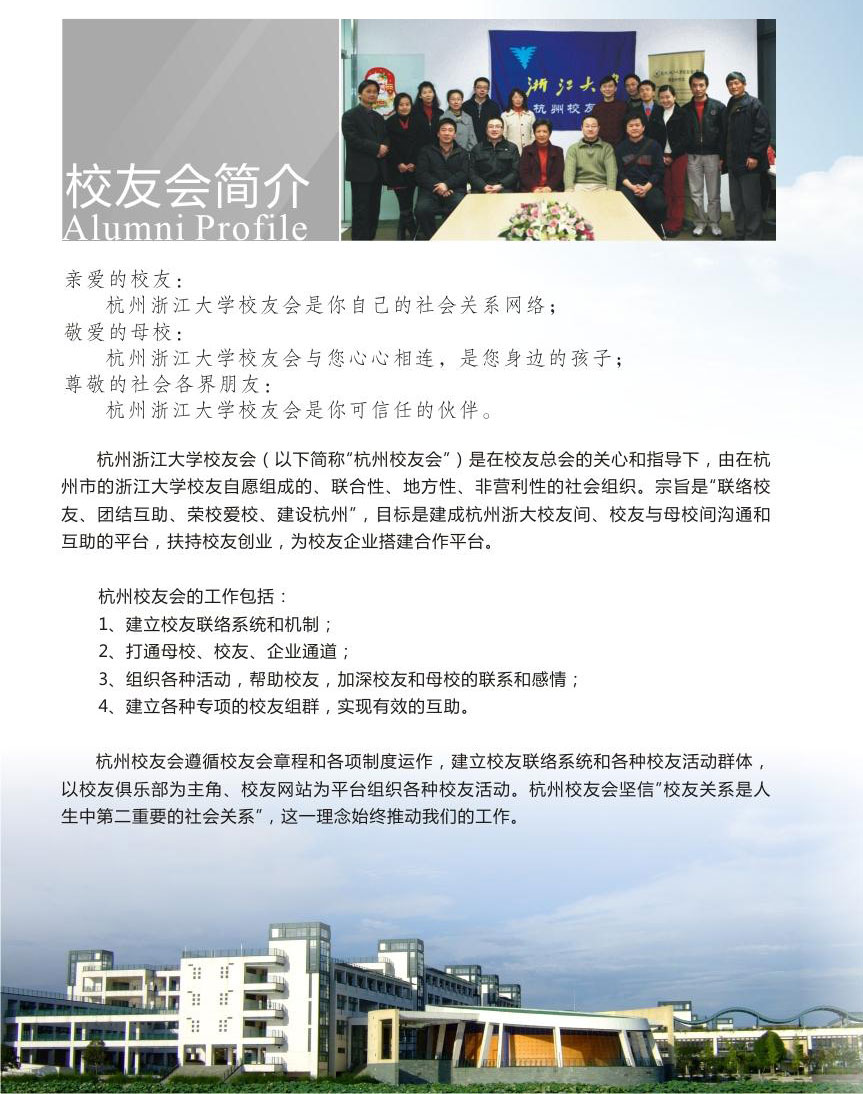 浙江大学
杭州校友
校友会简介
Alumni Profile
亲爱的校友：
杭州浙江大学校友会是你自己的社会关系网络；
敬爱的母校：
杭州浙江大学校友会与您心心相连，是您身边的孩子；
尊敬的社会各界朋友：
杭州浙江大学校友会是你可信任的伙伴。
杭州浙江大学校友会（以下简称"杭州校友会"）是在校友总会的关心和指导下，由在杭
州市的浙江大学校友自愿组成的、联合性、地方性、非营利性的社会组织。宗旨是"联络校
友、团结互助、荣校爱校、建设杭州"，目标是建成杭州浙大校友间、校友与母校间沟通和
互助的平台，扶持校友创业，为校友企业搭建合作平台。
杭州校友会的工作包括：
1、建立校友联络系统和机制；
2、打通母校、校友、企业通道；
3、组织各种活动，帮助校友，加深校友和母校的联系和感情；
4、建立各种专项的校友组群，实现有效的互助。
杭州校友会遵循校友会章程和各项制度运作，建立校友联络系统和各种校友活动群体，
以校友俱乐部为主角、校友网站为平台组织各种校友活动。杭州校友会坚信"校友关系是人
生中第二重要的社会关系"，这一理念始终推动我们的工作。